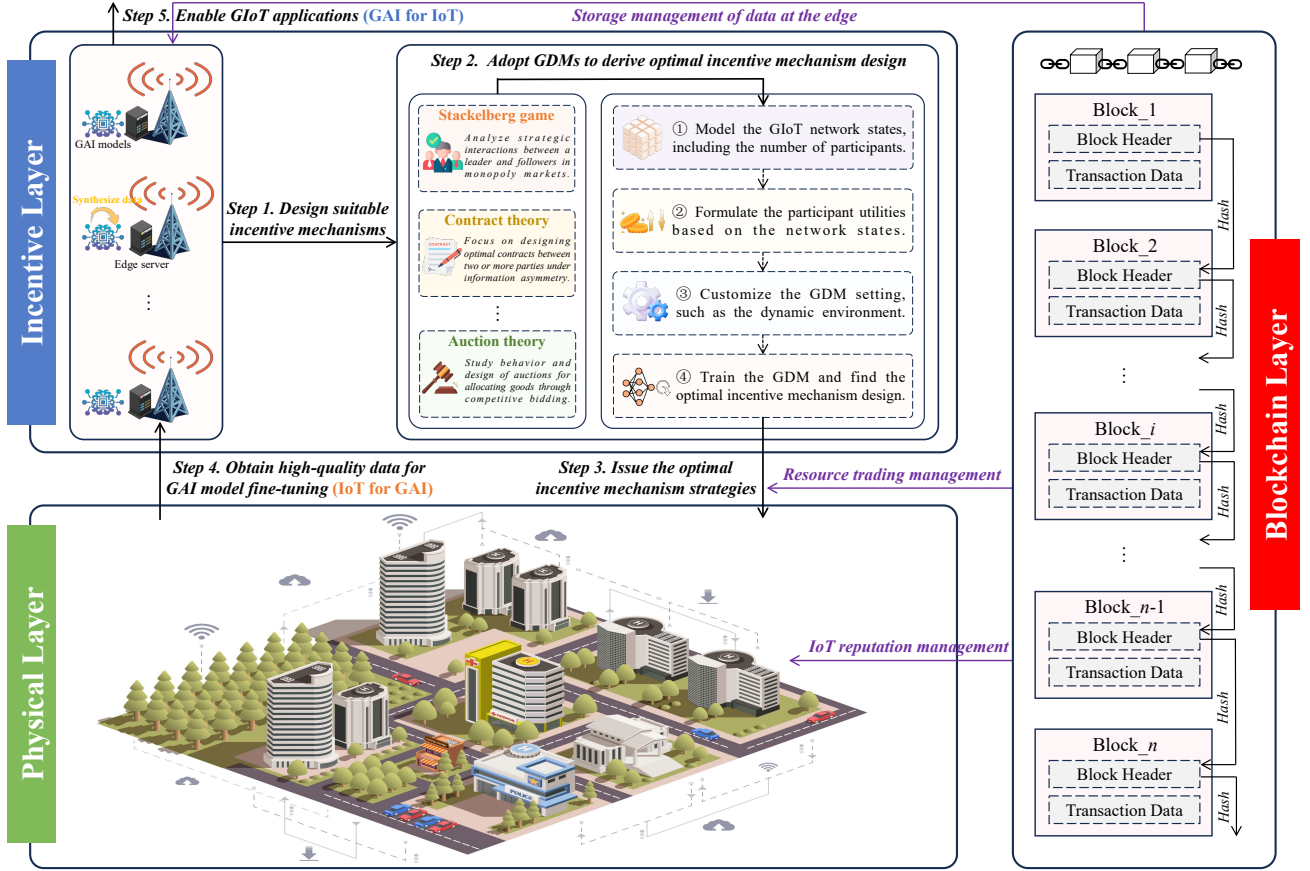 Step 5. Enable GIoT applications (GAI for IoT)
Storage management of data at the edge
Incentive Layer
GAI models
Synthesize data
Edge server
⋮
Step 1. Design suitable
incentive mechanisms
Step 2. Adopt GDMs to derive optimal incentive mechanism design
Stackelberg game
Analyze strategic
interactions between a
leader and followers in
monopoly markets.
Contract theory
CONTRACT
Focus on designing
optimal contracts between
two or more parties under
information asymmetry.
⋮
Auction theory
Study behavior and
design of auctions for
allocating goods through
competitive bidding.
① Model the GIoT network states,
including the number of participants.
② Formulate the participant utilities
based on the network states.
③ Customize the GDM setting,
such as the dynamic environment.
④ Train the GDM and find the
optimal incentive mechanism design.
Step 4. Obtain high-quality data for
GAI model fine-tuning (IoT for GAI)
Step 3. Issue the optimal
incentive mechanism strategies
Resource trading management
IoT reputation management
Physical Layer
H
H
H
H
H
H
H
H
H
POLICE
Blockchain Layer
Block_1
Block Header
Transaction Data
Hash
Block_2
Block Header
Transaction Data
Hash
⋮
Hash
Block_i
Block Header
Transaction Data
Hash
⋮
Hash
Block_n-1
Block Header
Transaction Data
Hash
Block_n
Block Header
Transaction Data
Hash